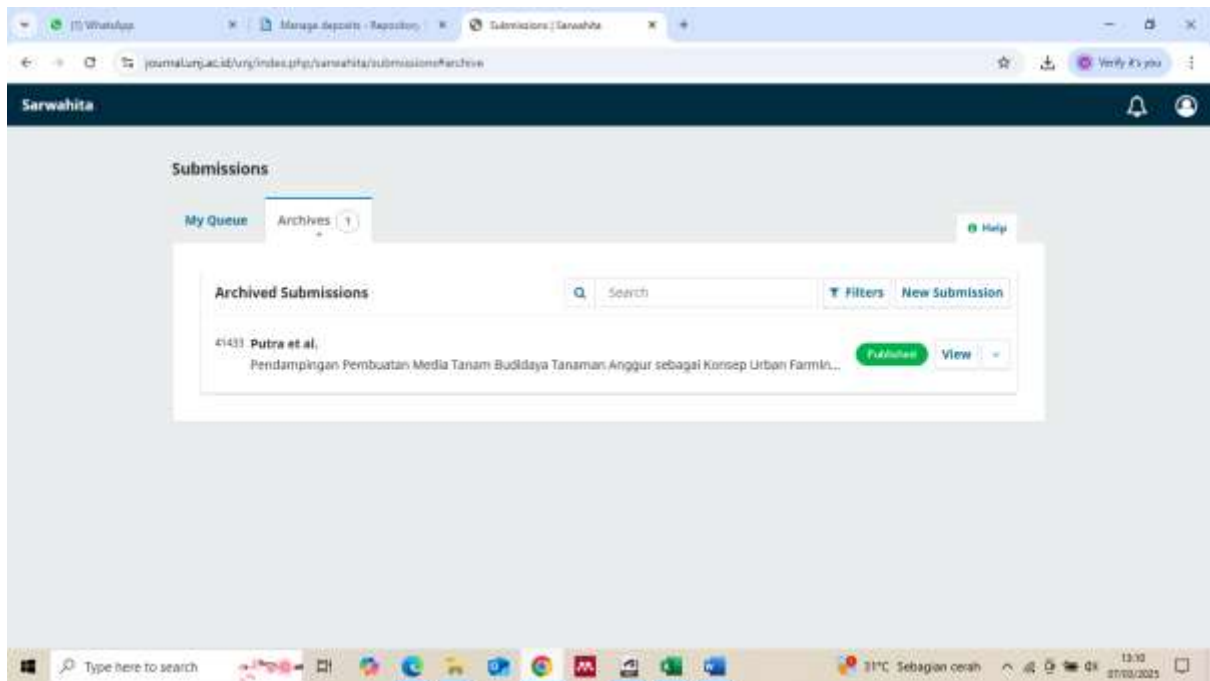 (1) WhatsApp
Manage deposits - Repository
Submissions | Sarwahita
journal.unj.ac.id/unj/index.php/sarwahita/submissions#archive
Verify it's you
Sarwahita
Submissions
My Queue
Archives 1
Help
Archived Submissions
Search
Filters
New Submission
41433 Putra et al.
Pendampingan Pembuatan Media Tanam Budidaya Tanaman Anggur sebagai Konsep Urban Farmin...
Published
View
Type here to search
31°C Sebagian cerah
13:10
07/03/2025